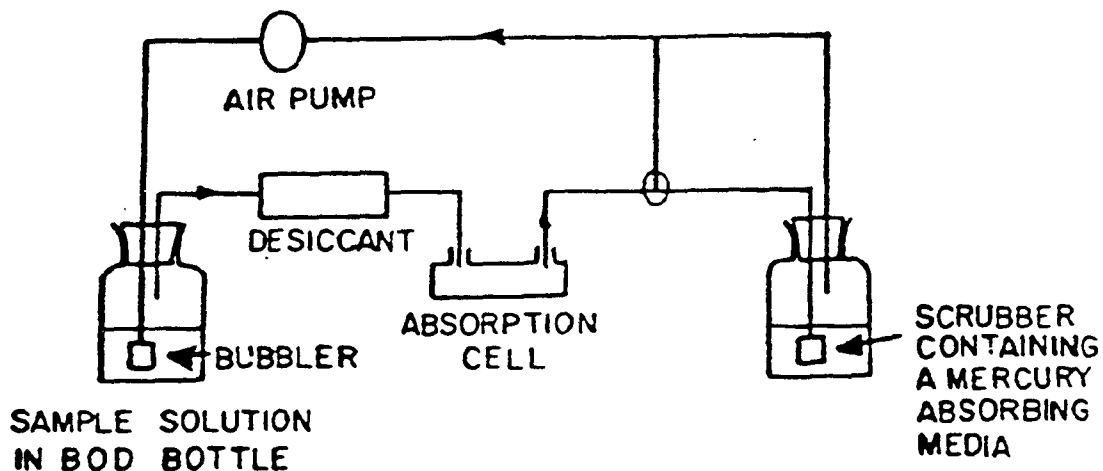 AIR PUMP
DESICCANT
ABSORPTION
CELL
BUBBLER
SCRUBBER
CONTAINING
A MERCURY
ABSORBING
MEDIA
SAMPLE SOLUTION
IN BOD BOTTLE